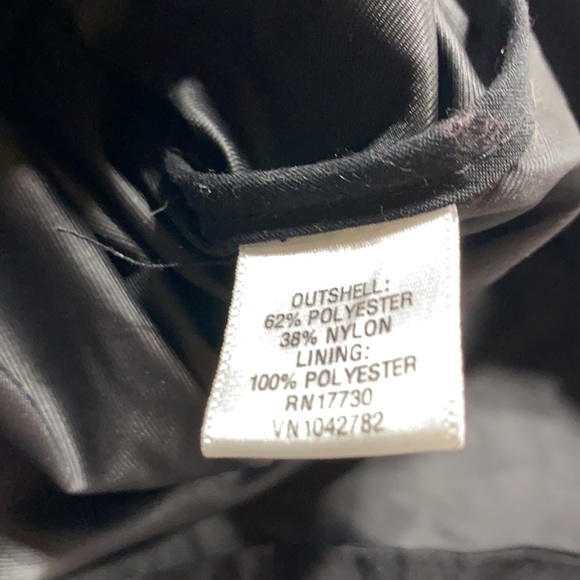 OUTSHELL:
62% POLYESTER
38% NYLON
LINING:
100% POLYESTER
RN17730
VN1042782